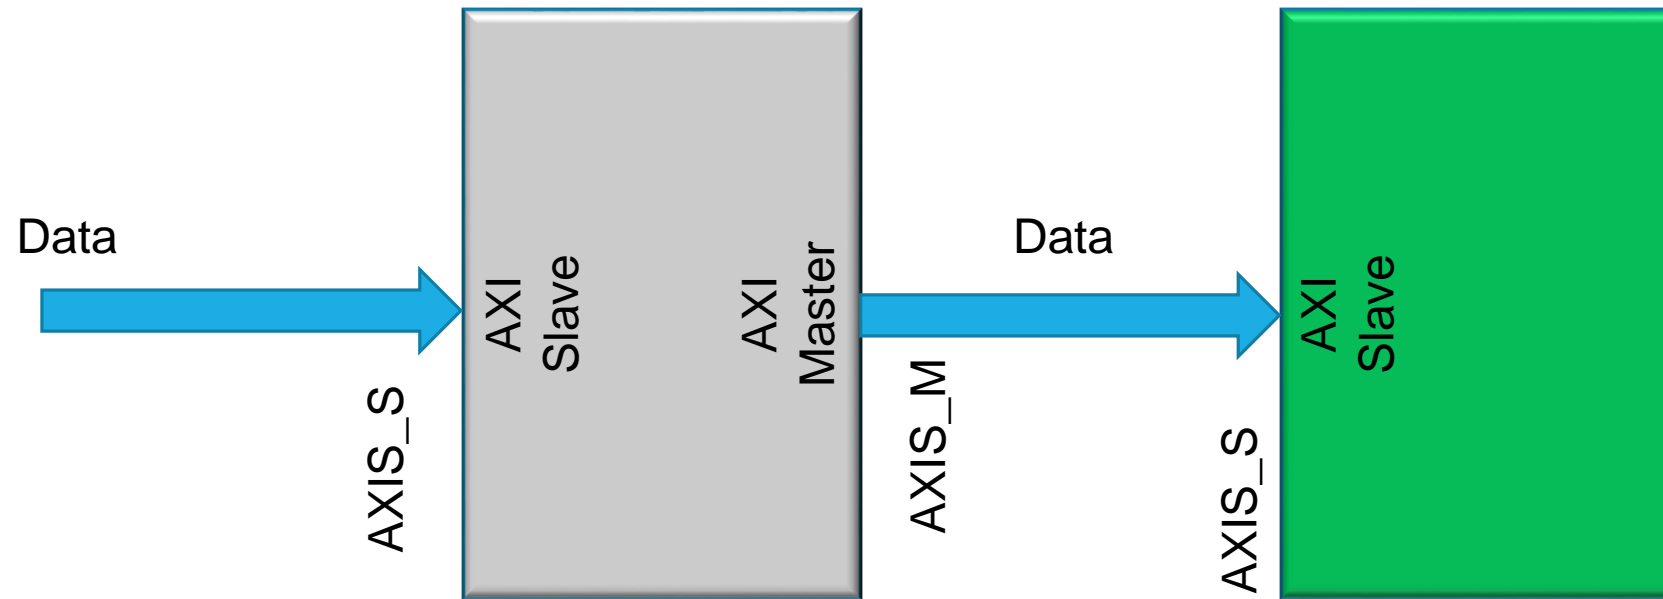 Data
AXIS_S
AXI
Slave
AXI
Master
Data
AXIS_M
AXIS_S
AXI
Slave